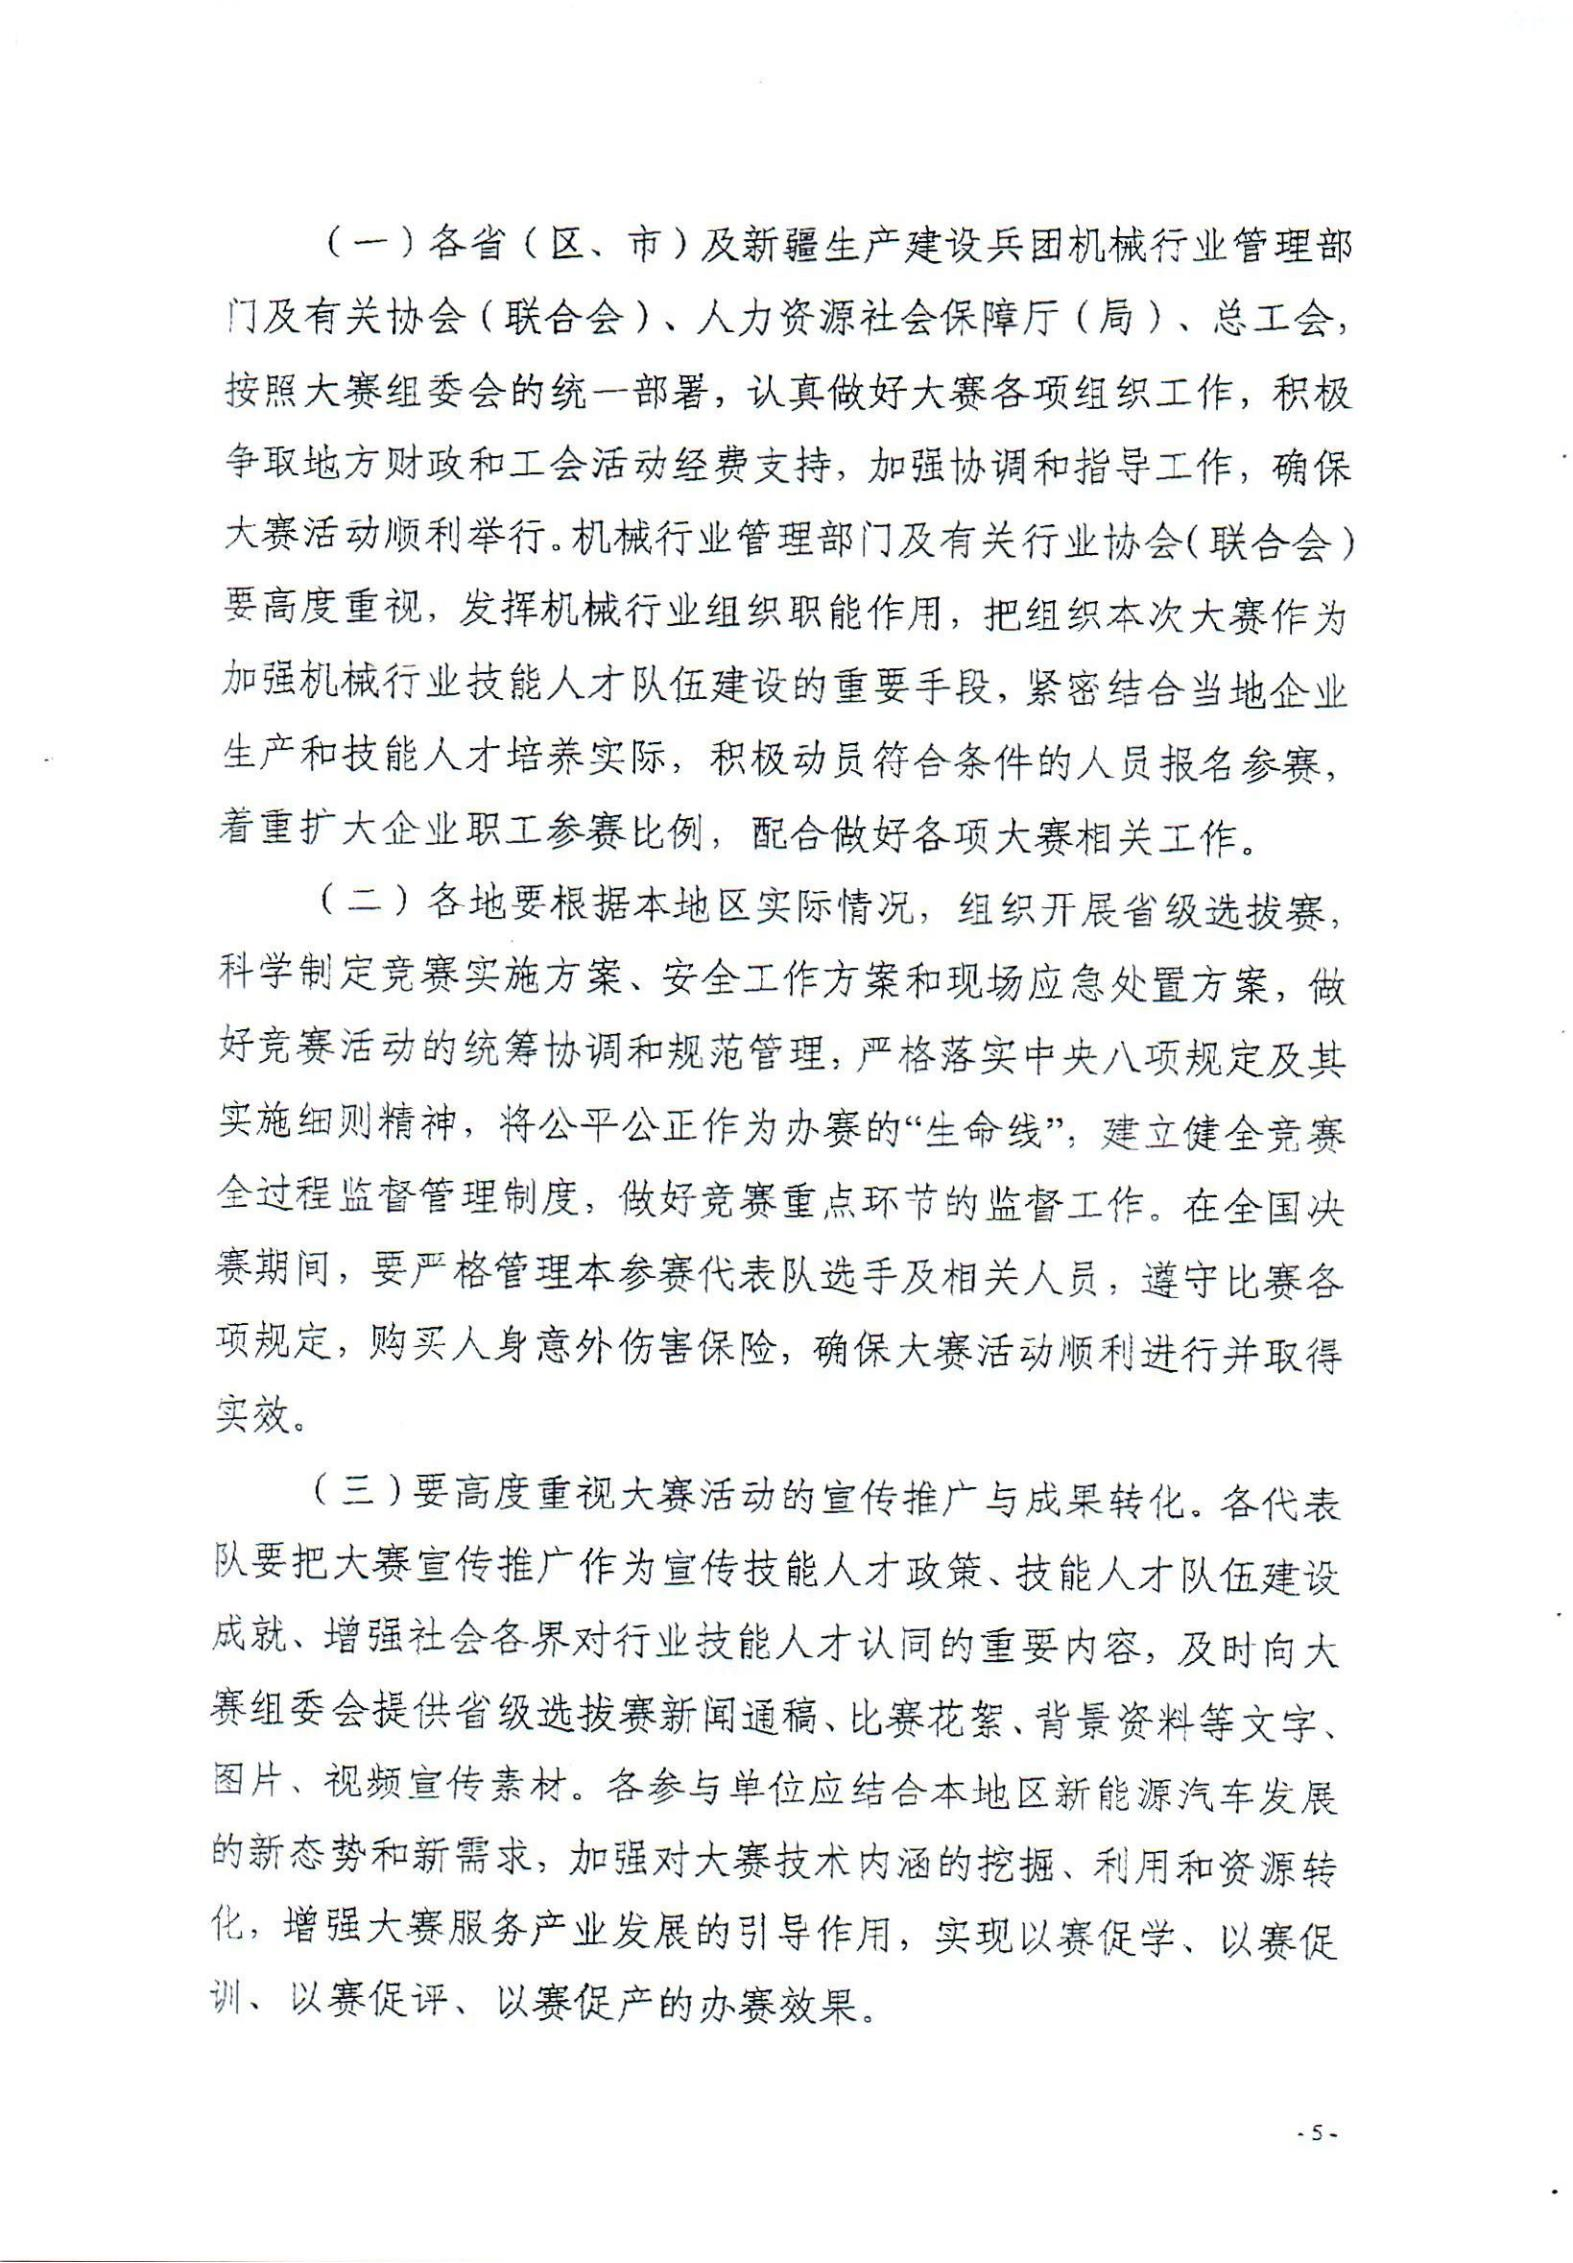 （一）各省（区、市）及新疆生产建设兵团机械行业管理部
门及有关协会（联合会）、人力资源社会保障厅（局）、总工会，
按照大赛组委会的统一部署，认真做好大赛各项组织工作，积极
争取地方财政和工会活动经费支持，加强协调和指导工作，确保
大赛活动顺利举行。机械行业管理部门及有关行业协会（联合会）
要高度重视，发挥机械行业组织职能作用，把组织本次大赛作为
加强机械行业技能人才队伍建设的重要手段，紧密结合当地企业
生产和技能人才培养实际，积极动员符合条件的人员报名参赛，
着重扩大企业职工参赛比例，配合做好各项大赛相关工作。
（二）各地要根据本地区实际情况，组织开展省级选拔赛，
科学制定竞赛实施方案、安全工作方案和现场应急处置方案，做
好竞赛活动的统筹协调和规范管理，严格落实中央八项规定及其
实施细则精神，将公平公正作为办赛的“生命线”，建立健全竞赛
全过程监督管理制度，做好竞赛重点环节的监督工作。在全国决
赛期间，要严格管理本参赛代表队选手及相关人员，遵守比赛各
项规定，购买人身意外伤害保险，确保大赛活动顺利进行并取得
实效。
（三）要高度重视大赛活动的宣传推广与成果转化。各代表
队要把大赛宣传推广作为宣传技能人才政策、技能人才队伍建设
成就、增强社会各界对行业技能人才认同的重要内容，及时向大
赛组委会提供省级选拔赛新闻通稿、比赛花絮、背景资料等文字、
图片、视频宣传素材。各参与单位应结合本地区新能源汽车发展
的新态势和新需求，加强对大赛技术内涵的挖掘、利用和资源转
化，增强大赛服务产业发展的引导作用，实现以赛促学、以赛促
训、以赛促评、以赛促产的办赛效果。
- 5 -